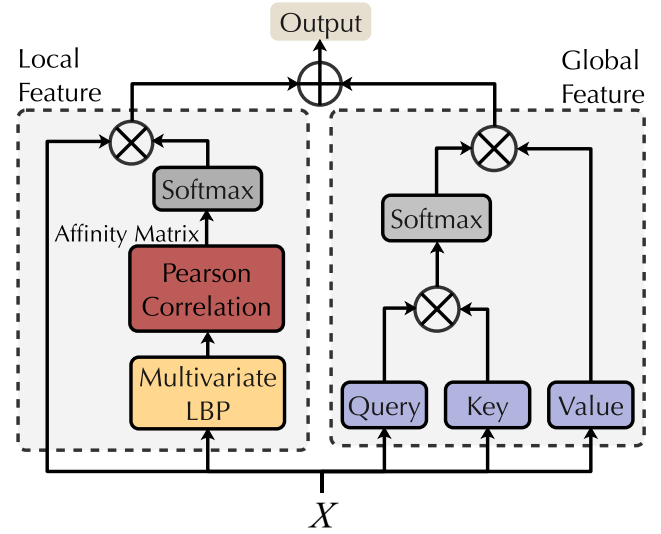 Output
Local
Feature
Global
Feature
Softmax
Affinity Matrix
Pearson
Correlation
Multivariate
LBP
Softmax
Query
Key
Value
X